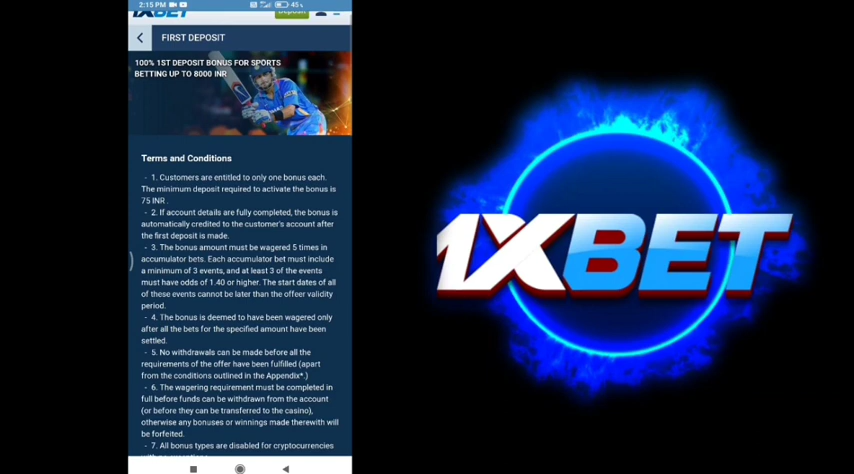 2:15 PM 45
1XBET Deposit
FIRST DEPOSIT
100% 1ST DEPOSIT BONUS FOR SPORTS
BETTING UP TO 8000 INR
Terms and Conditions
- 1. Customers are entitled to only one bonus each.
The minimum deposit required to activate the bonus is
75 INR .
- 2. If account details are fully completed, the bonus is
automatically credited to the customer's account after
the first deposit is made.
- 3. The bonus amount must be wagered 5 times in
accumulator bets. Each accumulator bet must include
a minimum of 3 events, and at least 3 of the events
must have odds of 1.40 or higher. The start dates of all
of these events cannot be later than the offeer validity
period.
- 4. The bonus is deemed to have been wagered only
after all the bets for the specified amount have been
settled.
- 5. No withdrawals can be made before all the
requirements of the offer have been fulfilled (apart
from the conditions outlined in the Appendix*.)
- 6. The wagering requirement must be completed in
full before funds can be withdrawn from the account
(or before they can be transferred to the casino),
otherwise any bonuses or winnings made therewith will
be forfeited.
- 7. All bonus types are disabled for cryptocurrencies
1XBET